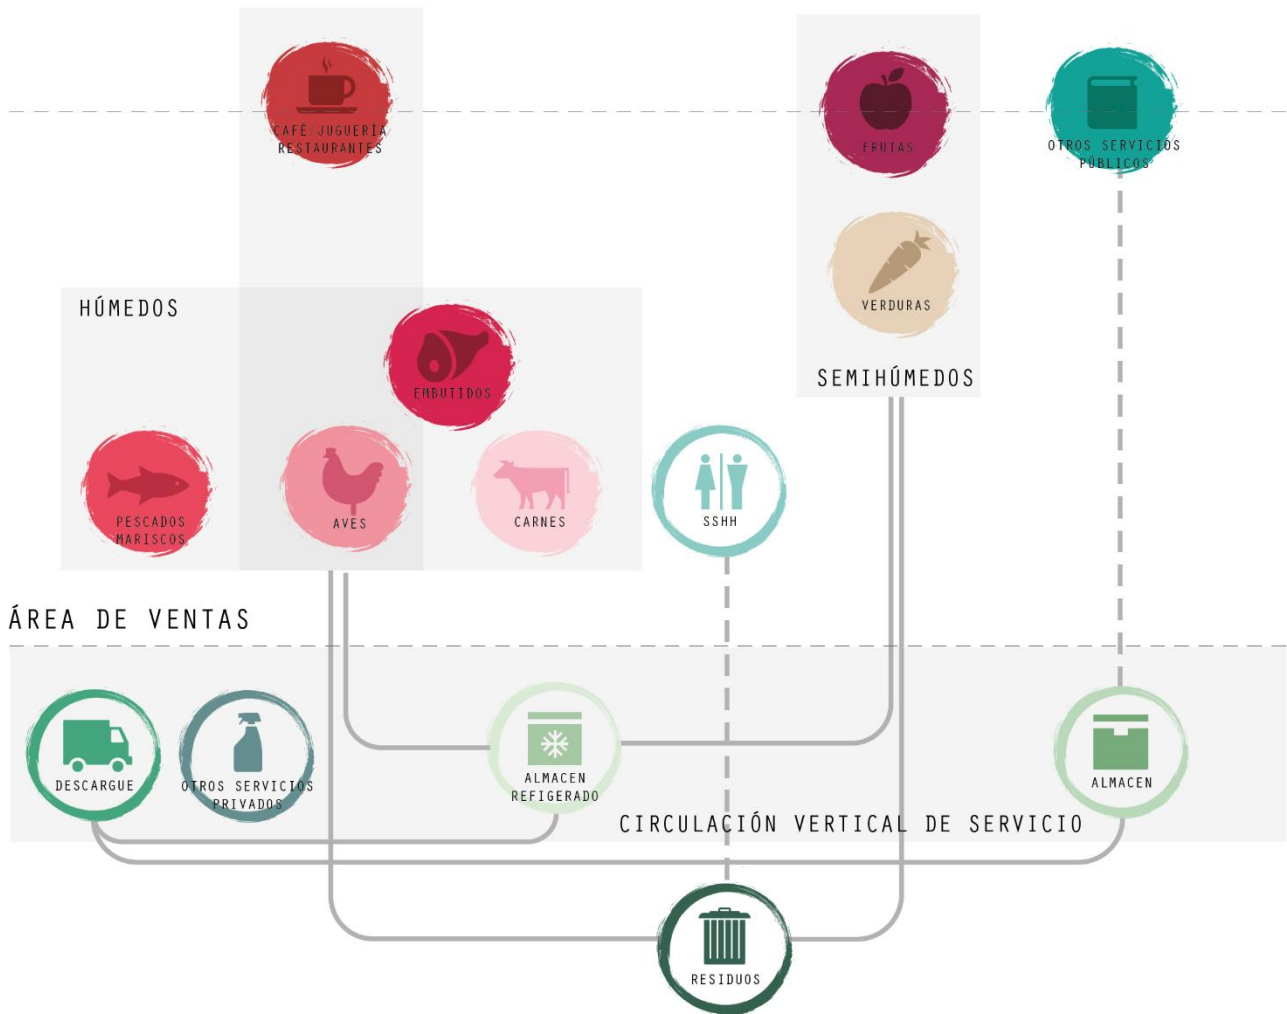 CAFÉ/JUGUERÍA
RESTAURANTES
FRUTAS
OTROS SERVICIOS
PÚBLICOS
VERDURAS
HÚMEDOS
EMBUTIDOS
SEMIHÚMEDOS
PESCADOS
MARISCOS
AVES
CARNES
SSHH
ÁREA DE VENTAS
DESCARGUE
OTROS SERVICIOS
PRIVADOS
ALMACEN
REFIGERADO
ALMACEN
CIRCULACIÓN VERTICAL DE SERVICIO
RESIDUOS